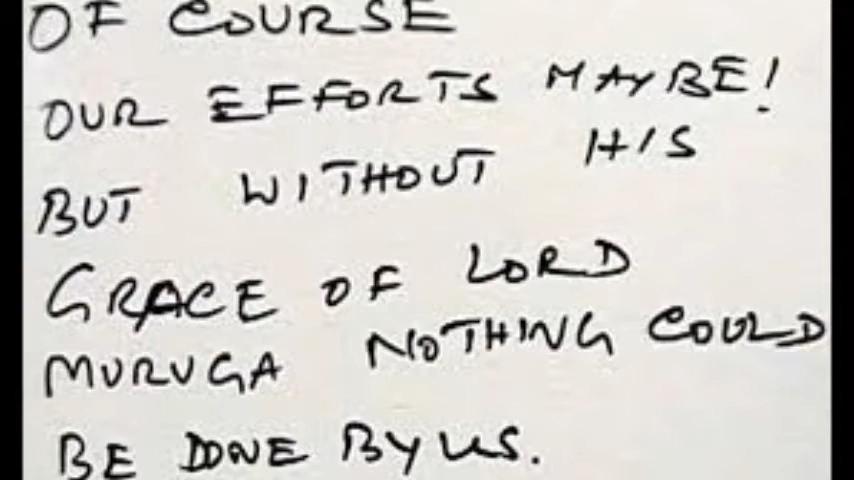 OF COURSE
OUR EFFORTS MAYBE!
BUT WITHOUT HIS
GRACE OF LORD
MURUGA NOTHING COULD
BE DONE BY US.